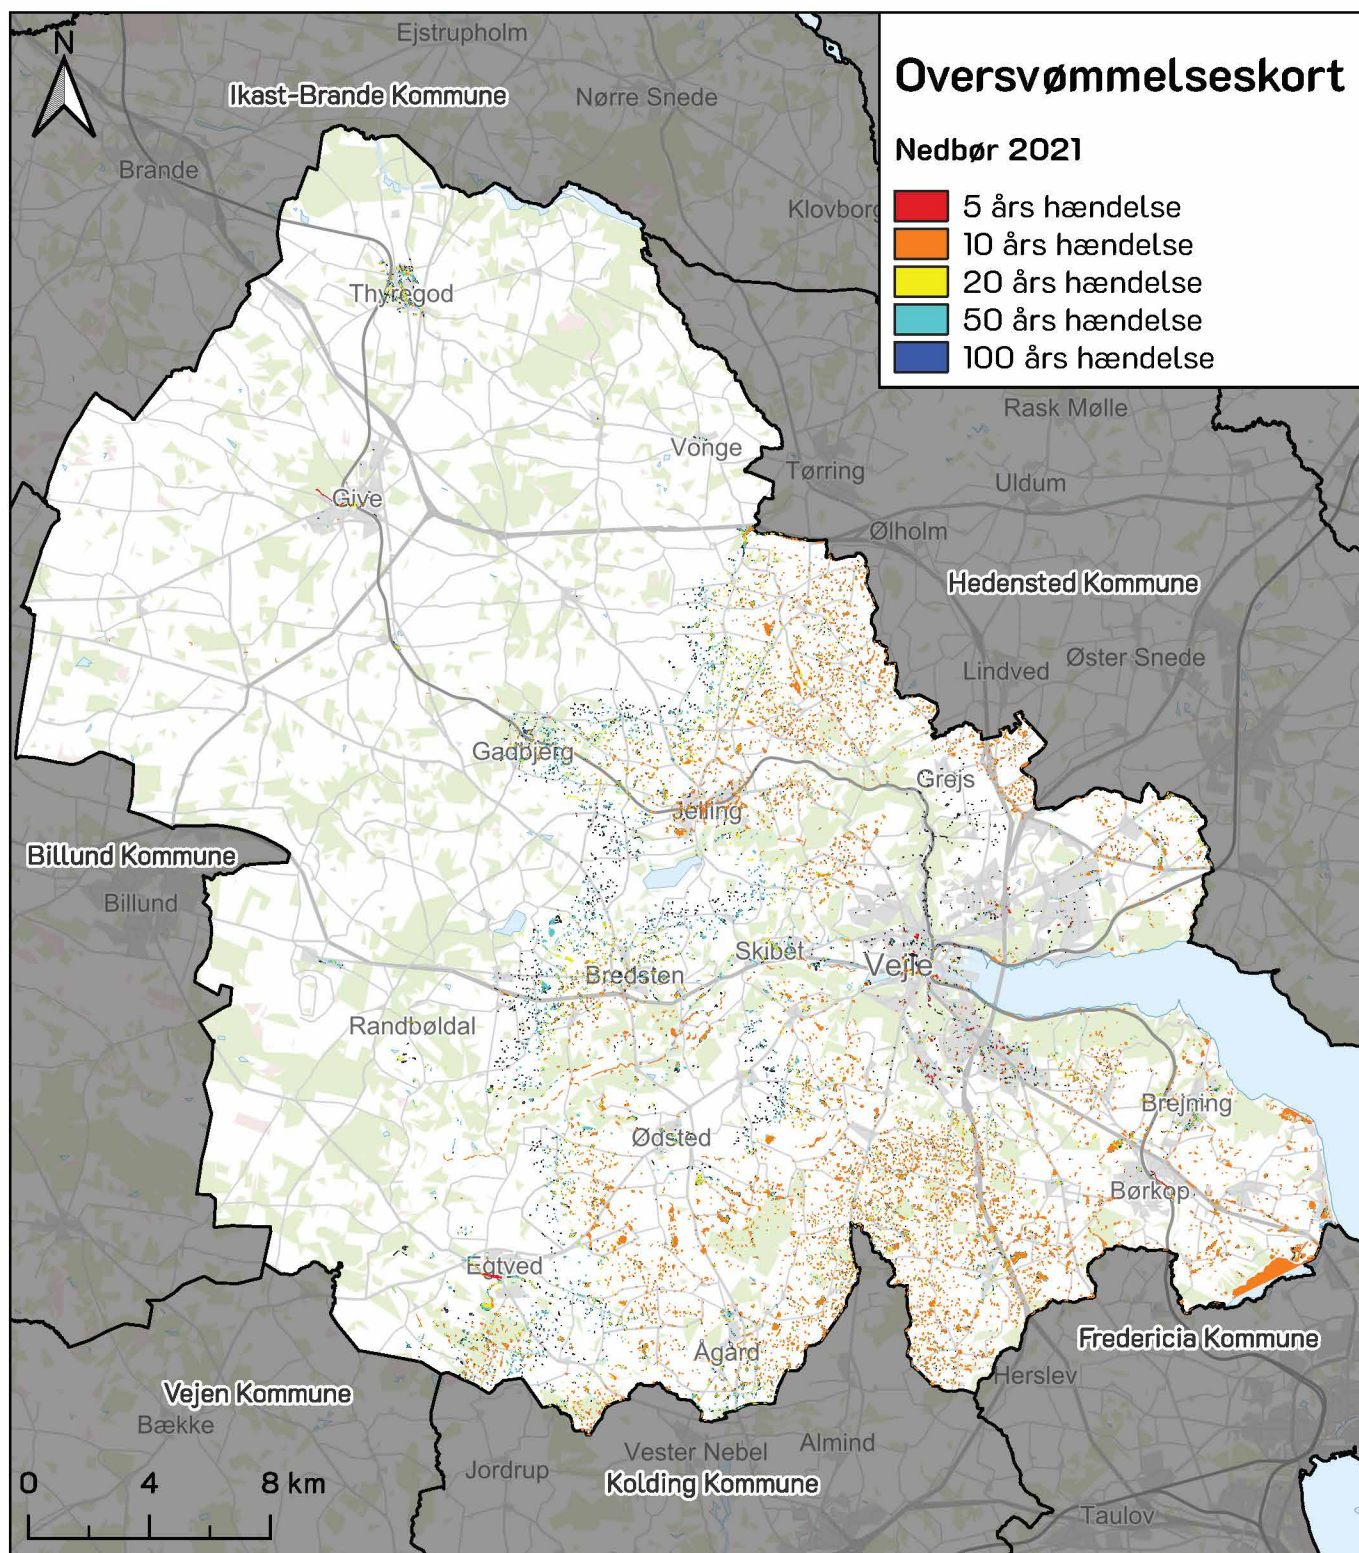 Oversvømmelseskort
Nedbør 2021
5 års hændelse
10 års hændelse
20 års hændelse
50 års hændelse
100 års hændelse
N
Ejstrupholm
Ikast-Brande Kommune
Nørre Snede
Brande
Klovborg
Thyregod
Rask Mølle
Vonge
Tørring
Uldum
Give
Ølholm
Hedensted Kommune
Lindved
Øster Snede
Gadbjerg
Grejs
Jelling
Billund Kommune
Billund
Skibet
Vejle
Bredsten
Randbøldal
Brejning
Ødsted
Børkop
Egtved
Ågård
Fredericia Kommune
Herslev
Vejen Kommune
Bække
Vester Nebel
Almind
Jordrup
Kolding Kommune
0 4 8 km
Taulov